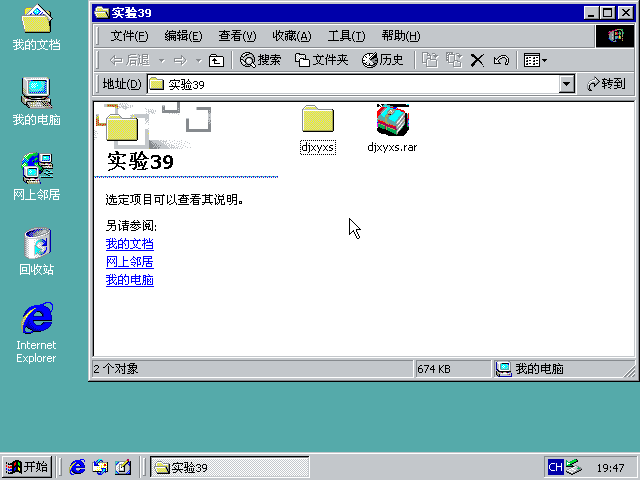 我的文档
我的电脑
网上邻居
回收站
Internet
Explorer
实验39
文件(F) 编辑(E) 查看(V) 收藏(A) 工具(T) 帮助(H)
后退 搜索 文件夹 历史
地址(D) 实验39 转到
实验39
选定项目可以查看其说明。
另请参阅:
我的文档
网上邻居
我的电脑
djxyxs
djxyxs.rar
2 个对象 674 KB 我的电脑
开始 实验39 CH 19:47